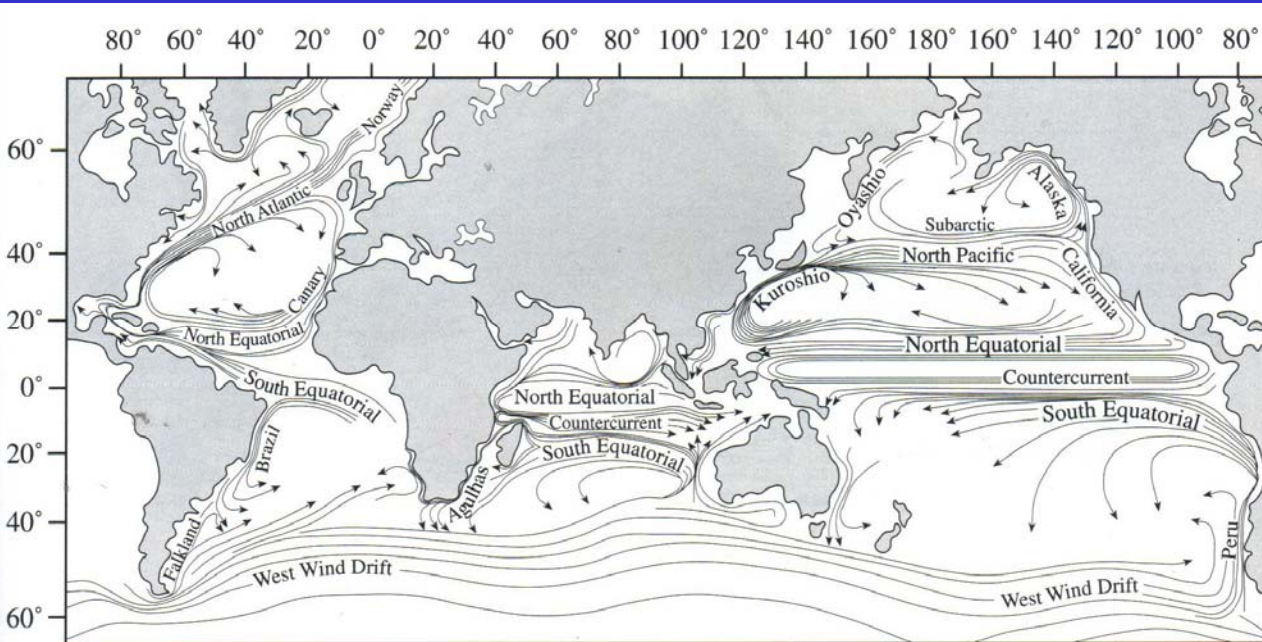 80° 60° 40° 20° 0° 20° 40° 60° 80° 100° 120° 140° 160° 180° 160° 140° 120° 100° 80°
60°
40°
20°
0°
20°
40°
60°
Norway
North Atlantic
Canary
North Equatorial
South Equatorial
Brazil
Falkland
West Wind Drift
Agulhas
North Equatorial
Countercurrent
South Equatorial
Oyashio
Alaska
Subarctic
North Pacific
Kuroshio
California
North Equatorial
Countercurrent
South Equatorial
Peru
West Wind Drift